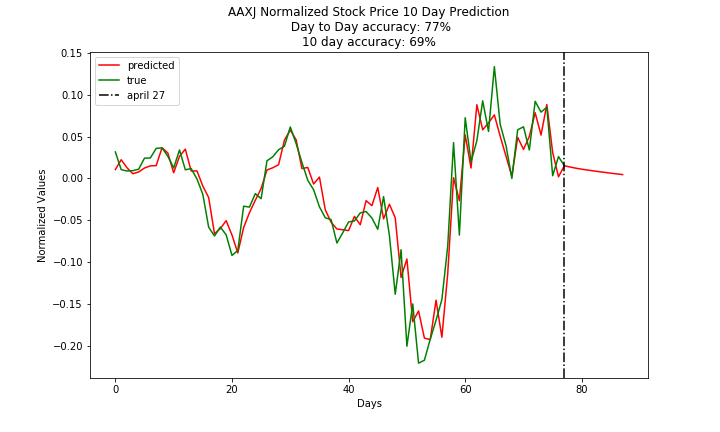 AAXJ Normalized Stock Price 10 Day Prediction
Day to Day accuracy: 77%
10 day accuracy: 69%
predicted
true
april 27
Normalized Values
0.15
0.10
0.05
0.00
−0.05
−0.10
−0.15
−0.20
0
20
40
60
80
Days